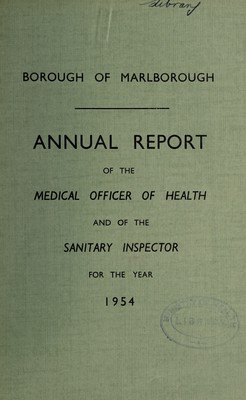 Library
BOROUGH OF MARLBOROUGH
ANNUAL REPORT
OF THE
MEDICAL OFFICER OF HEALTH
AND OF THE
SANITARY INSPECTOR
FOR THE YEAR
1954